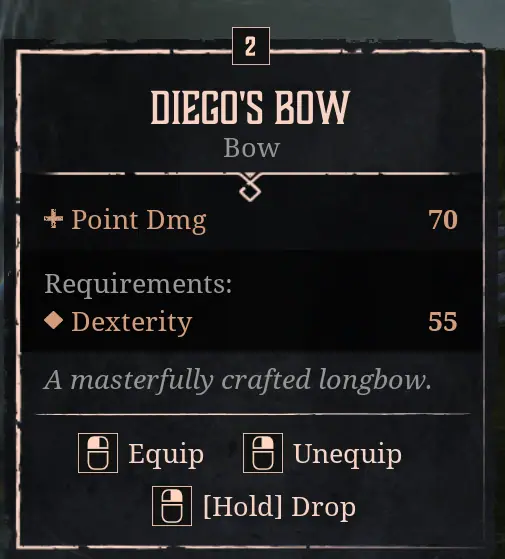 2
DIEGO'S BOW
Bow
Point Dmg 70
Requirements:
Dexterity 55
A masterfully crafted longbow.
Equip Unequip
[Hold] Drop